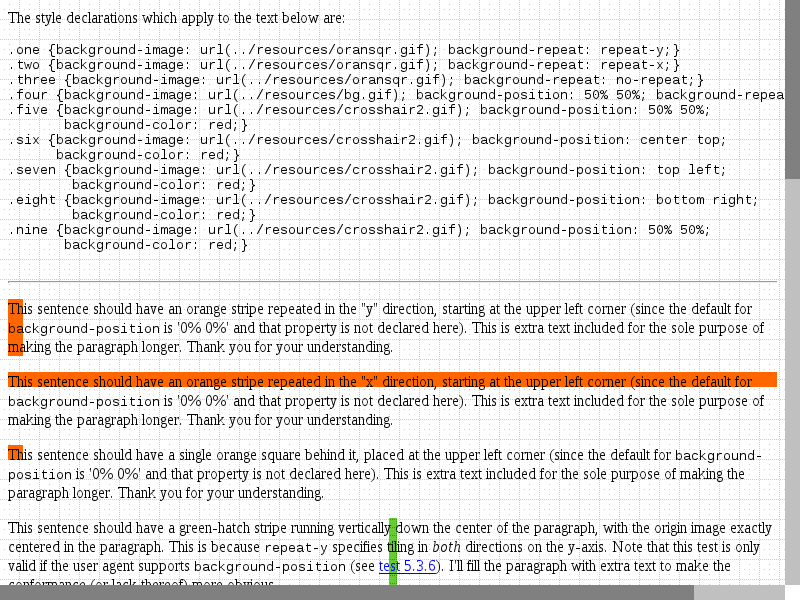 The style declarations which apply to the text below are:
.one {background-image: url(../resources/oransqr.gif); background-repeat: repeat-y;}
.two {background-image: url(../resources/oransqr.gif); background-repeat: repeat-x;}
.three {background-image: url(../resources/oransqr.gif); background-repeat: no-repeat;}
.four {background-image: url(../resources/bg.gif); background-position: 50% 50%; background-repea
.five {background-image: url(../resources/crosshair2.gif); background-position: 50% 50%;
background-color: red;}
.six {background-image: url(../resources/crosshair2.gif); background-position: center top;
background-color: red;}
.seven {background-image: url(../resources/crosshair2.gif); background-position: top left;
background-color: red;}
.eight {background-image: url(../resources/crosshair2.gif); background-position: bottom right;
background-color: red;}
.nine {background-image: url(../resources/crosshair2.gif); background-position: 50% 50%;
background-color: red;}
This sentence should have an orange stripe repeated in the "y" direction, starting at the upper left corner (since the default for
background-position is '0% 0%' and that property is not declared here). This is extra text included for the sole purpose of
making the paragraph longer. Thank you for your understanding.
This sentence should have an orange stripe repeated in the "x" direction, starting at the upper left corner (since the default for
background-position is '0% 0%' and that property is not declared here). This is extra text included for the sole purpose of
making the paragraph longer. Thank you for your understanding.
This sentence should have a single orange square behind it, placed at the upper left corner (since the default for background-
position is '0% 0%' and that property is not declared here). This is extra text included for the sole purpose of making the
paragraph longer. Thank you for your understanding.
This sentence should have a green-hatch stripe running vertically down the center of the paragraph, with the origin image exactly
centered in the paragraph. This is because repeat-y specifies tiling in both directions on the y-axis. Note that this test is only
valid if the user agent supports background-position (see test 5.3.6). I'll fill the paragraph with extra text to make the
conformance (or lack thereof) more obvious.